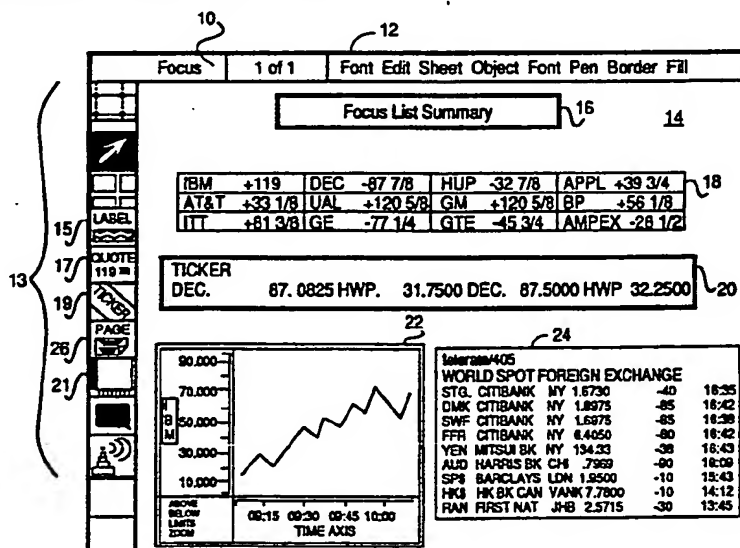 10
12
Focus 1 of 1 Font Edit Sheet Object Font Pen Border Fill
Focus List Summary
16
14
IBM +119 DEC -87 7/8 HUP -32 7/8 APPL +39 3/4
18
AT&T +33 1/8 UAL +120 5/8 GM +120 5/8 BP +56 1/8
ITT +81 3/8 GE -77 1/4 GTE -45 3/4 AMPEX -28 1/2
15
LABEL
13
17
QUOTE
119
19
TICKER
26
PAGE
21
TICKER
DEC. 87.0825 HWP. 31.7500 DEC. 87.5000 HWP 32.2500
20
22
90.000
70.000
50.000
30.000
10.000
IBM
ABOVE
BELOW
LIMITS
ZOOM
09:15 09:30 09:45 10:00
TIME AXIS
24
telerate/405
WORLD SPOT FOREIGN EXCHANGE
STG. CITIBANK NY 1.6730 -40 16:35
DMK CITIBANK NY 1.8975 -85 16:42
SWF CITIBANK NY 1.6975 -85 16:38
FFR CITIBANK NY 6.4050 -80 16:42
YEN MITSUI BK NY 134.33 -38 16:43
AUD HARRIS BK CHI .7969 -90 16:09
SP$ BARCLAYS LDN 1.9500 -10 15:43
HK$ HK BK CAN VANK 7.7800 -10 14:12
RAN FIRST NAT JHB 2.5715 -30 13:45